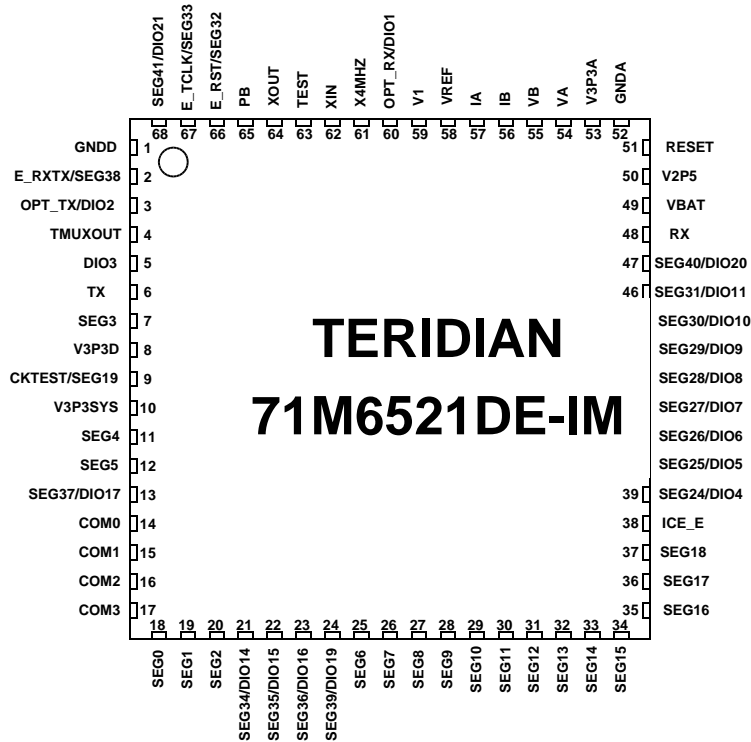 SEG41/DIO21
E_TCLK/SEG33
E_RST/SEG32
PB
XOUT
TEST
XIN
X4MHZ
OPT_RX/DIO1
V1
VREF
IA
IB
VB
VA
V3P3A
GNDA
68 67 66 65 64 63 62 61 60 59 58 57 56 55 54 53 52
GNDD 1
E_RXTX/SEG38 2
OPT_TX/DIO2 3
TMUXOUT 4
DIO3 5
TX 6
SEG3 7
V3P3D 8
CKTEST/SEG19 9
V3P3SYS 10
SEG4 11
SEG5 12
SEG37/DIO17 13
COM0 14
COM1 15
COM2 16
COM3 17
TERIDIAN
71M6521DE-IM
51 RESET
50 V2P5
49 VBAT
48 RX
47 SEG40/DIO20
46 SEG31/DIO11
SEG30/DIO10
SEG29/DIO9
SEG28/DIO8
SEG27/DIO7
SEG26/DIO6
SEG25/DIO5
39 SEG24/DIO4
38 ICE_E
37 SEG18
36 SEG17
35 SEG16
18 19 20 21 22 23 24 25 26 27 28 29 30 31 32 33 34
SEG0
SEG1
SEG2
SEG34/DIO14
SEG35/DIO15
SEG36/DIO16
SEG39/DIO19
SEG6
SEG7
SEG8
SEG9
SEG10
SEG11
SEG12
SEG13
SEG14
SEG15